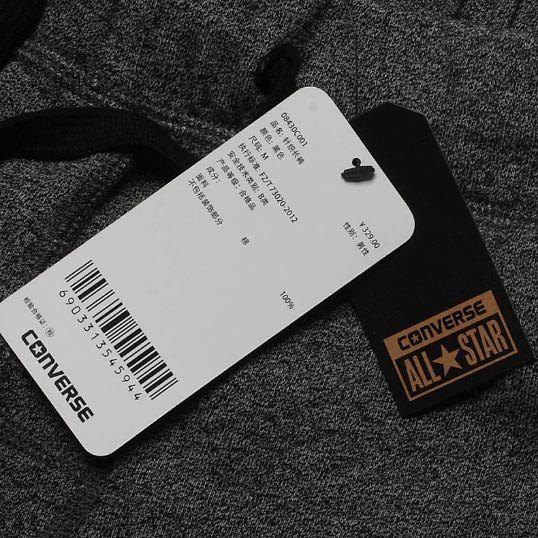 08430C001
品名: 针织长裤
颜色: 黑色
尺码: M
执行标准: FZ/T 73020-2012
安全技术类别: B类
产品等级: 合格品
成分:
面料
不包括装饰部分
棉
100%
¥329.00
性别: 男性
6903313545944
检验合格证:
CONVERSE
CONVERSE
ALL★STAR